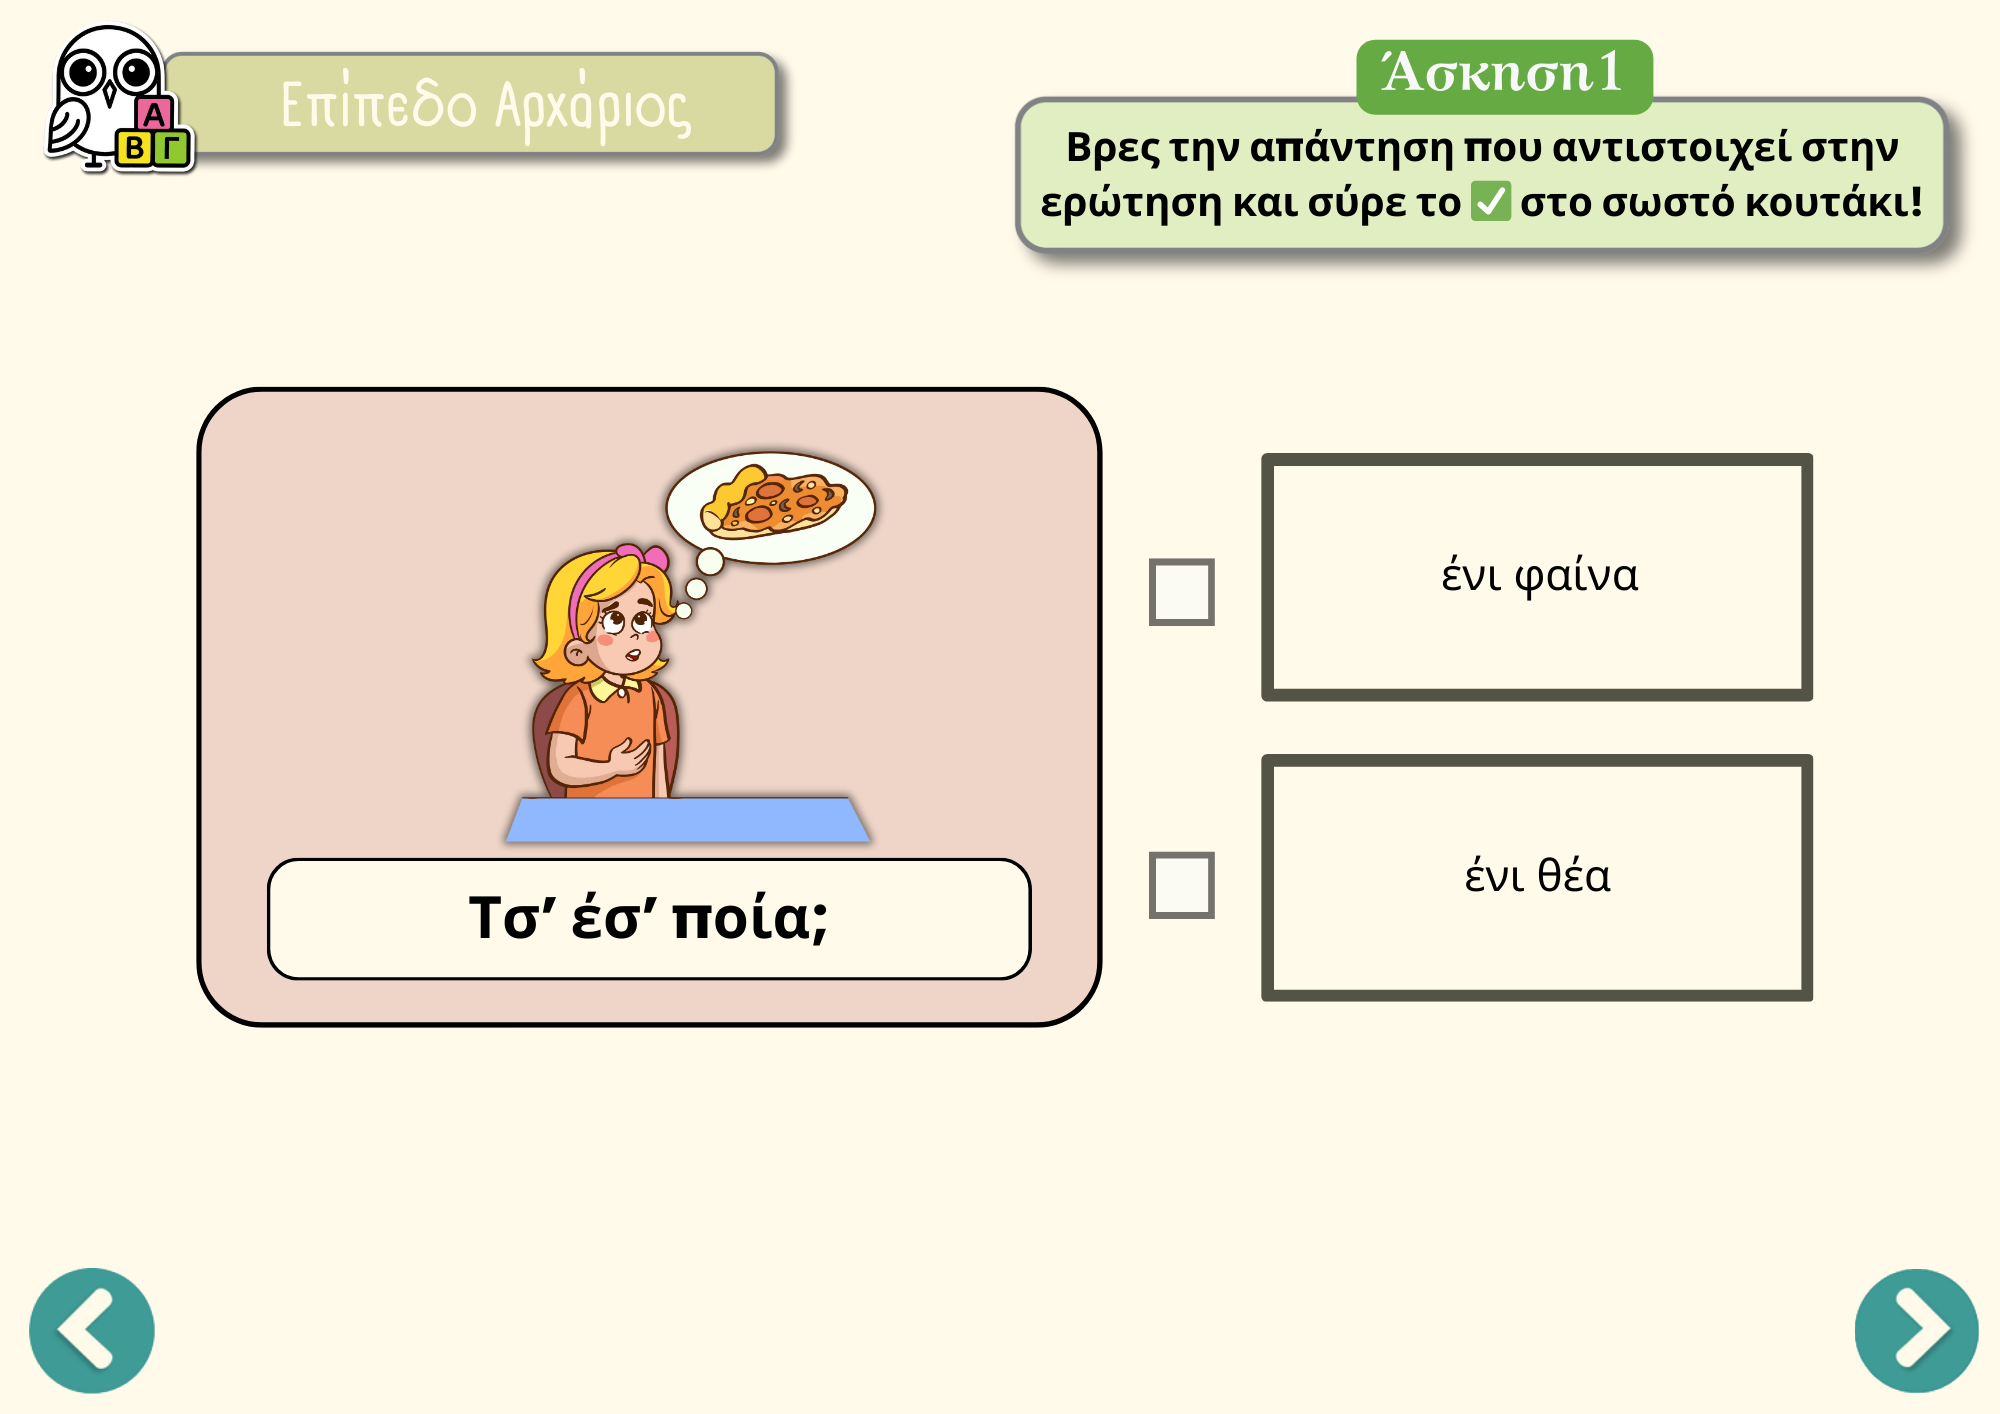 Α
Β Γ
Επίπεδο Αρχάριος
Άσκηση 1
Βρες την απάντηση που αντιστοιχεί στην
ερώτηση και σύρε το ✅ στο σωστό κουτάκι!
Τσ’ έσ’ ποία;
ένι φαίνα
ένι θέα